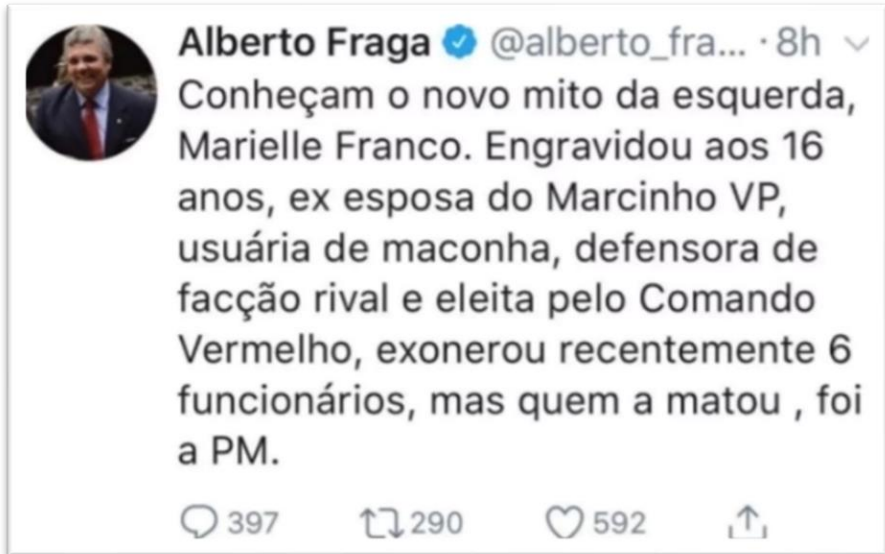 Alberto Fraga @alberto_fra... · 8h
Conheçam o novo mito da esquerda,
Marielle Franco. Engravidou aos 16
anos, ex esposa do Marcinho VP,
usuária de maconha, defensora de
facção rival e eleita pelo Comando
Vermelho, exonerou recentemente 6
funcionários, mas quem a matou , foi
a PM.
397 290 592